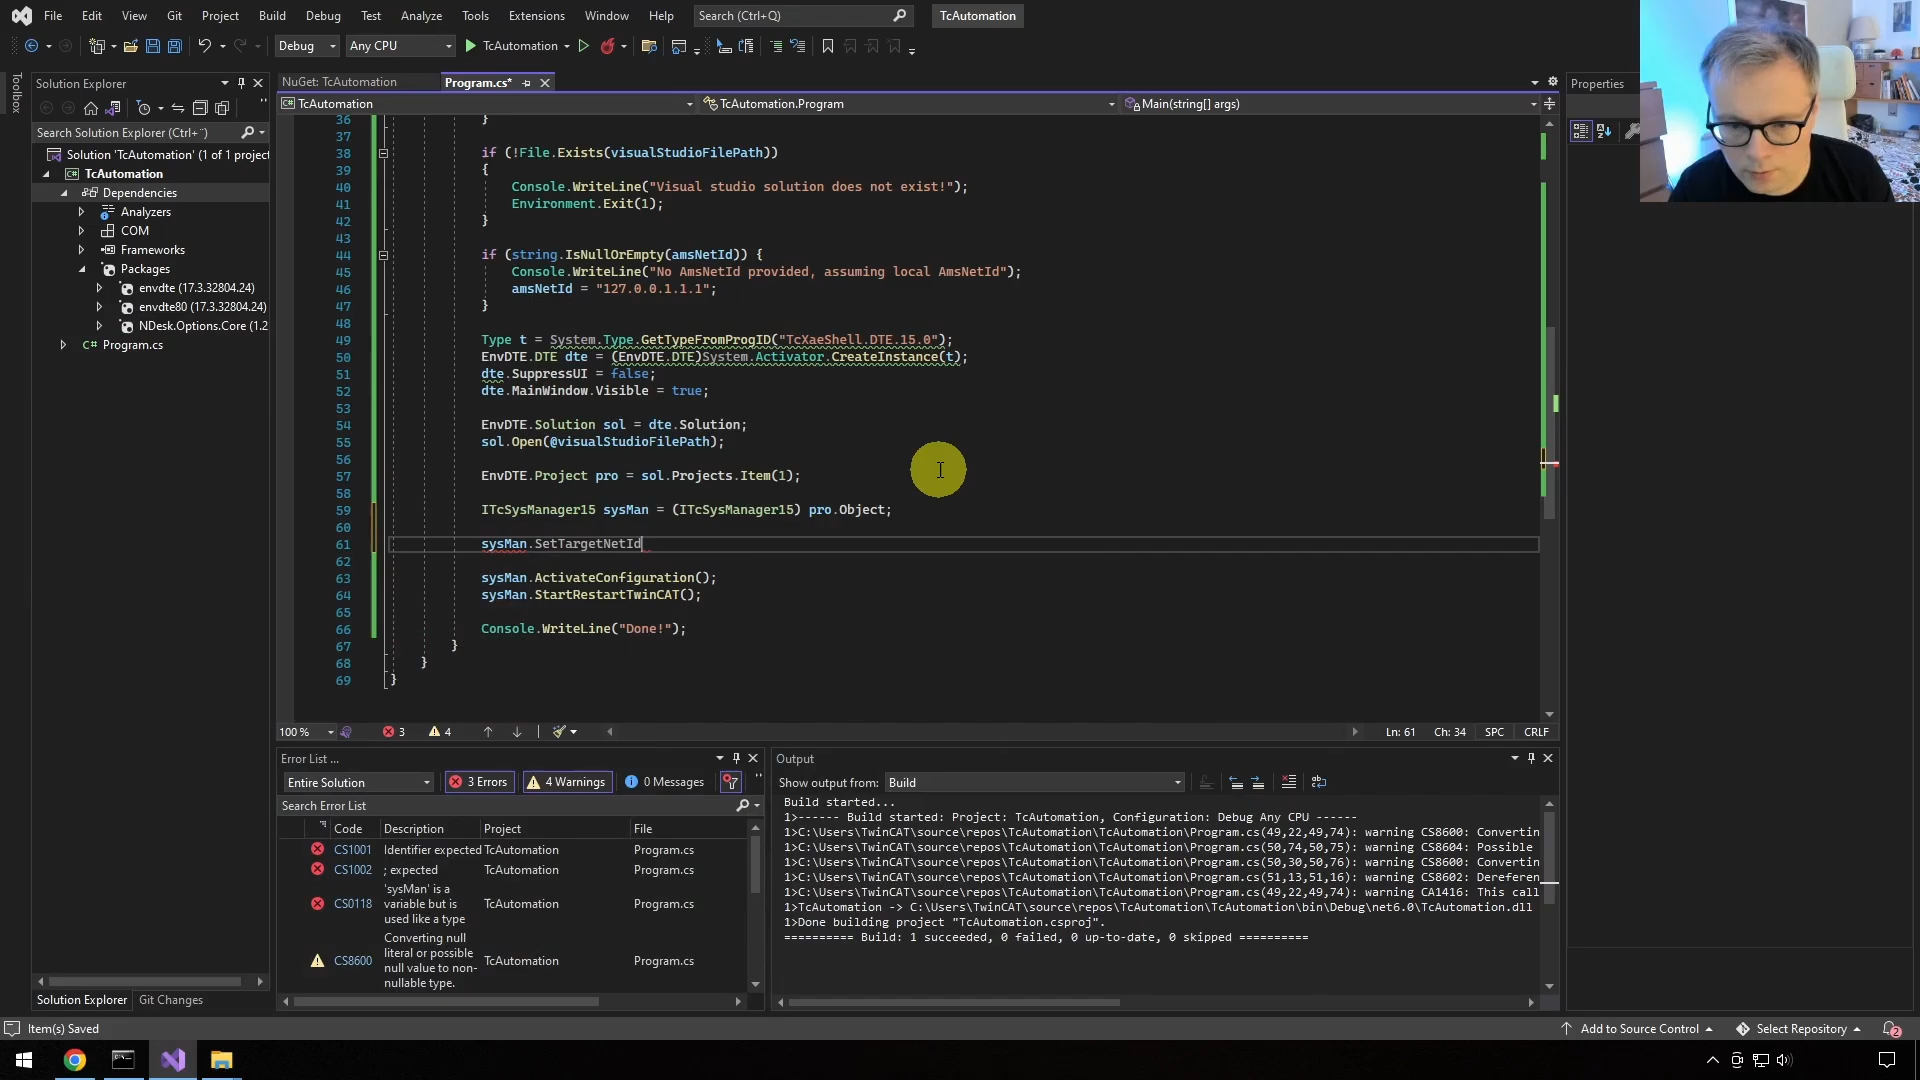 File Edit View Git Project Build Debug Test Analyze Tools Extensions Window Help Search (Ctrl+Q) TcAutomation
Debug Any CPU TcAutomation
Toolbox
Solution Explorer
Search Solution Explorer (Ctrl+¨)
Solution 'TcAutomation' (1 of 1 project
TcAutomation
Dependencies
Analyzers
COM
Frameworks
Packages
envdte (17.3.32804.24)
envdte80 (17.3.32804.24)
NDesk.Options.Core (1.2
C# Program.cs
Solution Explorer Git Changes
NuGet: TcAutomation Program.cs*
TcAutomation TcAutomation.Program Main(string[] args)
36 }
37
38 if (!File.Exists(visualStudioFilePath))
39 {
40 Console.WriteLine("Visual studio solution does not exist!");
41 Environment.Exit(1);
42 }
43
44 if (string.IsNullOrEmpty(amsNetId)) {
45 Console.WriteLine("No AmsNetId provided, assuming local AmsNetId");
46 amsNetId = "127.0.0.1.1.1";
47 }
48
49 Type t = System.Type.GetTypeFromProgID("TcXaeShell.DTE.15.0");
50 EnvDTE.DTE dte = (EnvDTE.DTE)System.Activator.CreateInstance(t);
51 dte.SuppressUI = false;
52 dte.MainWindow.Visible = true;
53
54 EnvDTE.Solution sol = dte.Solution;
55 sol.Open(@visualStudioFilePath);
56
57 EnvDTE.Project pro = sol.Projects.Item(1);
58
59 ITcSysManager15 sysMan = (ITcSysManager15) pro.Object;
60
61 sysMan.SetTargetNetId
62
63 sysMan.ActivateConfiguration();
64 sysMan.StartRestartTwinCAT();
65
66 Console.WriteLine("Done!");
67 }
68 }
69 }
100 % 3 4 Ln: 61 Ch: 34 SPC CRLF
Error List ...
Entire Solution 3 Errors 4 Warnings 0 Messages
Search Error List
Code Description Project File
CS1001 Identifier expected TcAutomation Program.cs
CS1002 ; expected TcAutomation Program.cs
CS0118 'sysMan' is a variable but is used like a type TcAutomation Program.cs
CS8600 Converting null literal or possible null value to non-nullable type. TcAutomation Program.cs
Output
Show output from: Build
Build started...
1>------ Build started: Project: TcAutomation, Configuration: Debug Any CPU ------
1>C:\Users\TwinCAT\source\repos\TcAutomation\TcAutomation\Program.cs(49,22,49,74): warning CS8600: Convertin
1>C:\Users\TwinCAT\source\repos\TcAutomation\TcAutomation\Program.cs(50,74,50,75): warning CS8604: Possible
1>C:\Users\TwinCAT\source\repos\TcAutomation\TcAutomation\Program.cs(50,30,50,76): warning CS8600: Convertin
1>C:\Users\TwinCAT\source\repos\TcAutomation\TcAutomation\Program.cs(51,13,51,16): warning CS8602: Dereferen
1>C:\Users\TwinCAT\source\repos\TcAutomation\TcAutomation\Program.cs(49,22,49,74): warning CA1416: This call
1>TcAutomation -> C:\Users\TwinCAT\source\repos\TcAutomation\TcAutomation\bin\Debug\net6.0\TcAutomation.dll
1>Done building project "TcAutomation.csproj".
========== Build: 1 succeeded, 0 failed, 0 up-to-date, 0 skipped ==========
Properties
Item(s) Saved
Add to Source Control Select Repository 2